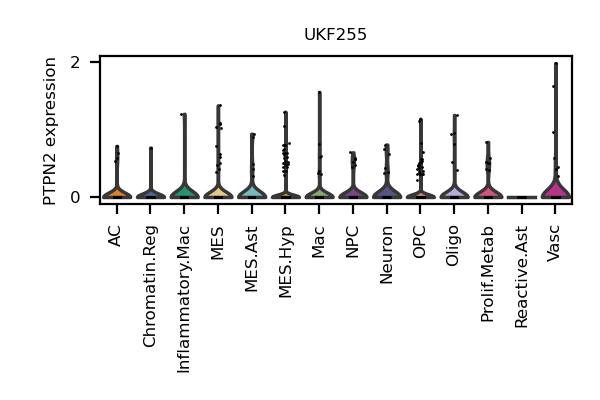 UKF255
PTPN2 expression
2
0
AC
Chromatin.Reg
Inflammatory.Mac
MES
MES.Ast
MES.Hyp
Mac
NPC
Neuron
OPC
Oligo
Prolif.Metab
Reactive.Ast
Vasc